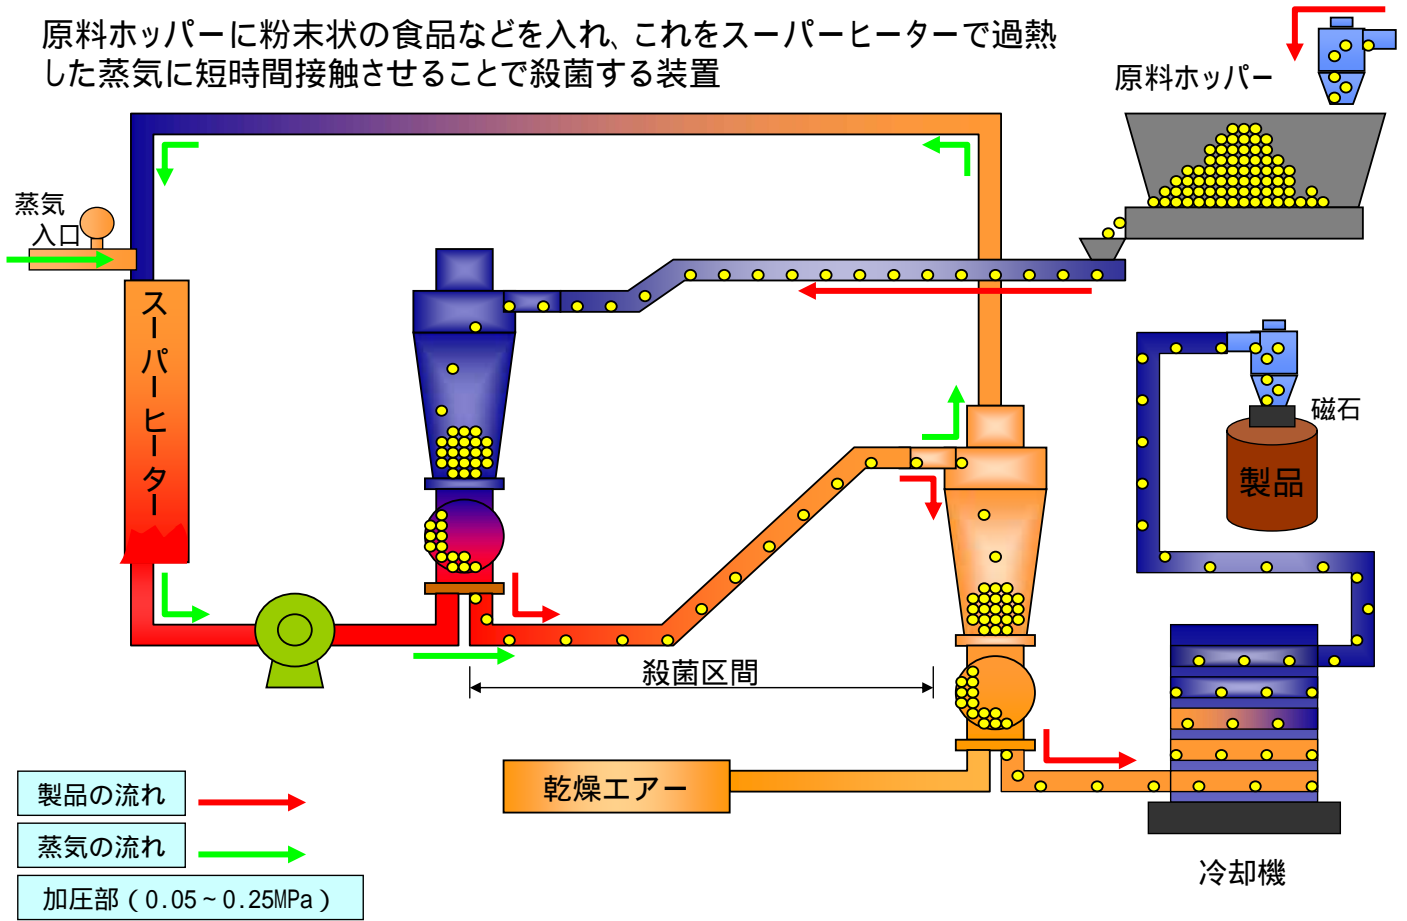 原料ホッパーに粉末状の食品などを入れ、これをスーパーヒーターで過熱
した蒸気に短時間接触させることで殺菌する装置
原料ホッパー
蒸気
入口
スーパーヒーター
磁石
製品
殺菌区間
乾燥エアー
製品の流れ
蒸気の流れ
加圧部(0.05~0.25MPa)
冷却機